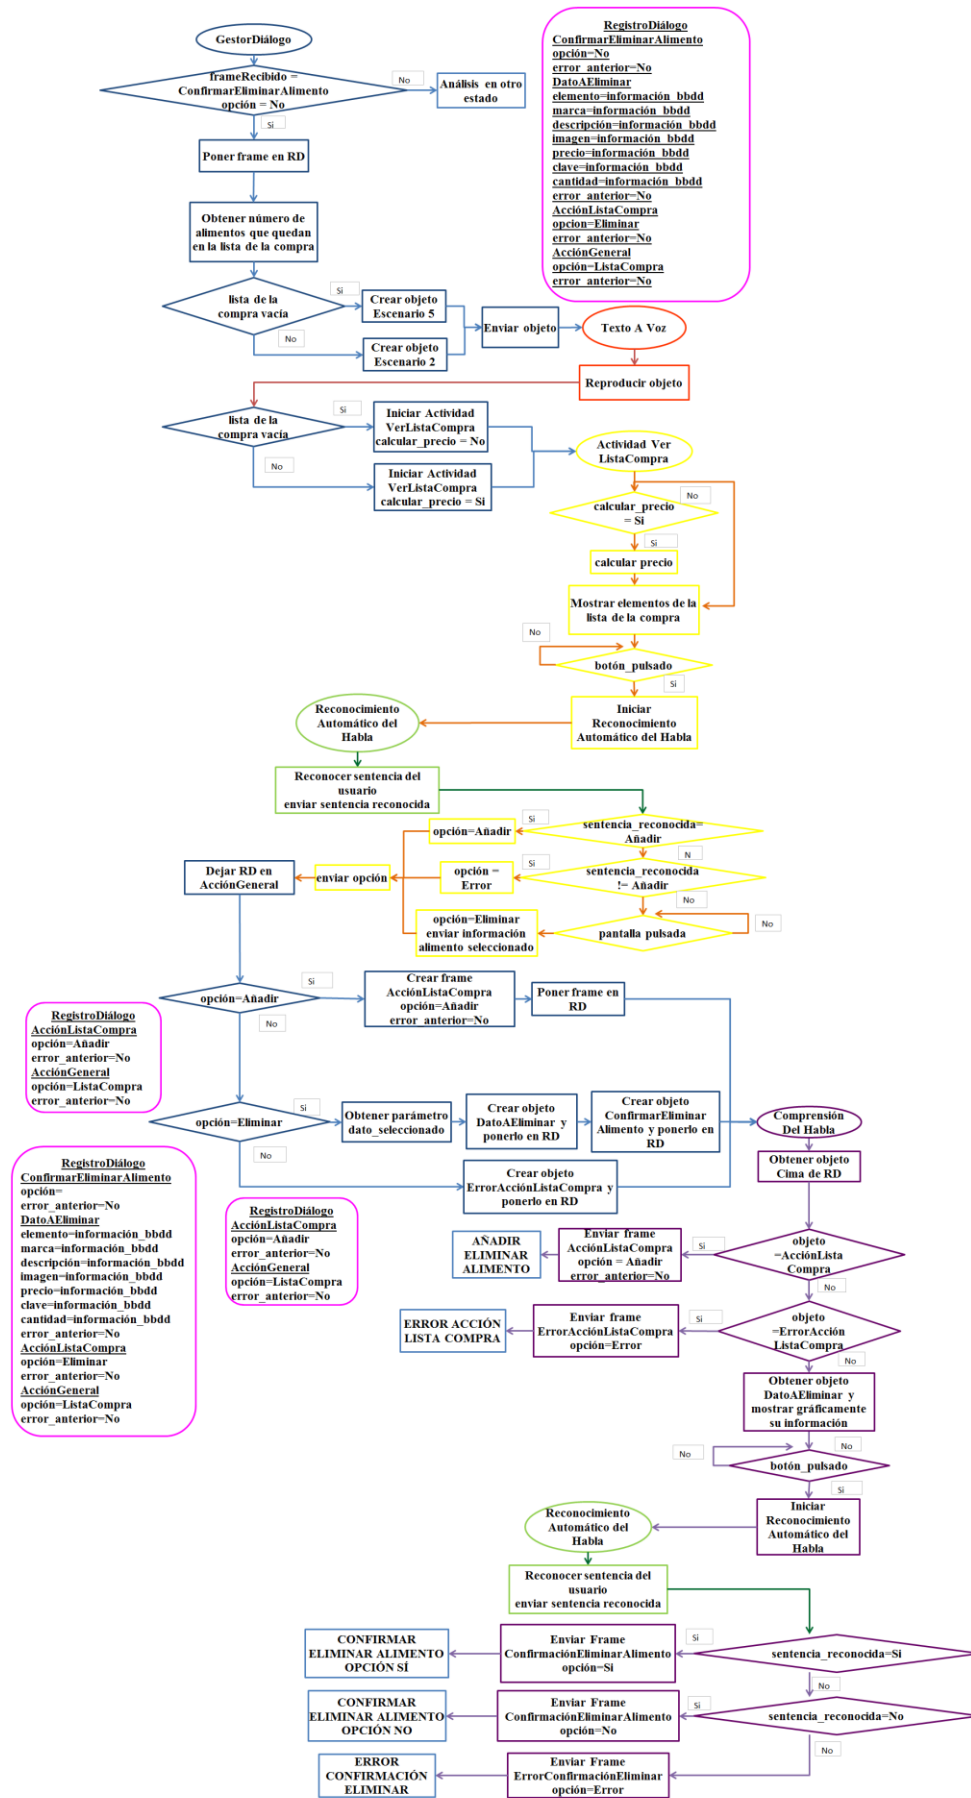 GestorDiálogo
frameRecibido =
ConfirmarEliminarAlimento
opción = No
No
Análisis en otro
estado
Si
Poner frame en RD
Obtener número de
alimentos que quedan
en la lista de la compra
lista de la
compra vacía
Si
Crear objeto
Escenario 5
No
Crear objeto
Escenario 2
Enviar objeto
Texto A Voz
Reproducir objeto
RegistroDiálogo
ConfirmarEliminarAlimento
opción=No
error_anterior=No
DatoAEliminar
elemento=información_bbdd
marca=información_bbdd
descripción=información_bbdd
imagen=información_bbdd
precio=información_bbdd
clave=información_bbdd
cantidad=información_bbdd
error_anterior=No
AcciónListaCompra
opcion=Eliminar
error_anterior=No
AcciónGeneral
opción=ListaCompra
error_anterior=No
lista de la
compra vacía
Si
Iniciar Actividad
VerListaCompra
calcular_precio = No
No
Iniciar Actividad
VerListaCompra
calcular_precio = Si
Actividad Ver
ListaCompra
No
calcular_precio
= Si
Si
calcular precio
Mostrar elementos de la
lista de la compra
No
botón_pulsado
Si
Iniciar
Reconocimiento
Automático del Habla
Reconocimiento
Automático del
Habla
Reconocer sentencia del
usuario
enviar sentencia reconocida
sentencia_reconocida=
Añadir
Si
opción=Añadir
N
sentencia_reconocida
!= Añadir
Si
opción =
Error
enviar opción
Dejar RD en
AcciónGeneral
No
pantalla pulsada
No
opción=Eliminar
enviar información
alimento seleccionado
opción=Añadir
Si
Crear frame
AcciónListaCompra
opción=Añadir
error_anterior=No
Poner frame en
RD
No
RegistroDiálogo
AcciónListaCompra
opción=Añadir
error_anterior=No
AcciónGeneral
opción=ListaCompra
error_anterior=No
opción=Eliminar
Si
Obtener parámetro
dato_seleccionado
Crear objeto
DatoAEliminar y
ponerlo en RD
Crear objeto
ConfirmarEliminar
Alimento y ponerlo en
RD
Comprensión
Del Habla
No
Crear objeto
ErrorAcciónListaCompra y
ponerlo en RD
Obtener objeto
Cima de RD
RegistroDiálogo
ConfirmarEliminarAlimento
opción=
error_anterior=No
DatoAEliminar
elemento=información_bbdd
marca=información_bbdd
descripción=información_bbdd
imagen=información_bbdd
precio=información_bbdd
clave=información_bbdd
cantidad=información_bbdd
error_anterior=No
AcciónListaCompra
opción=Eliminar
error_anterior=No
AcciónGeneral
opción=ListaCompra
error_anterior=No
RegistroDiálogo
AcciónListaCompra
opción=Añadir
error_anterior=No
AcciónGeneral
opción=ListaCompra
error_anterior=No
objeto
=AcciónLista
Compra
Si
Enviar frame
AcciónListaCompra
opción = Añadir
error_anterior=No
AÑADIR
ELIMINAR
ALIMENTO
No
objeto
=ErrorAcción
ListaCompra
Si
Enviar frame
ErrorAcciónListaCompra
opción=Error
ERROR ACCIÓN
LISTA COMPRA
No
Obtener objeto
DatoAEliminar y
mostrar gráficamente
su información
No
No
botón_pulsado
Si
Iniciar
Reconocimiento
Automático del
Habla
Reconocimiento
Automático del
Habla
Reconocer sentencia del
usuario
enviar sentencia reconocida
sentencia_reconocida=Si
Si
Enviar Frame
ConfirmaciónEliminarAlimento
opción=Si
CONFIRMAR
ELIMINAR ALIMENTO
OPCIÓN SÍ
No
sentencia_reconocida=No
Si
Enviar Frame
ConfirmaciónEliminarAlimento
opción=No
CONFIRMAR
ELIMINAR ALIMENTO
OPCIÓN NO
No
Enviar Frame
ErrorConfirmaciónEliminar
opción=Error
ERROR
CONFIRMACIÓN
ELIMINAR